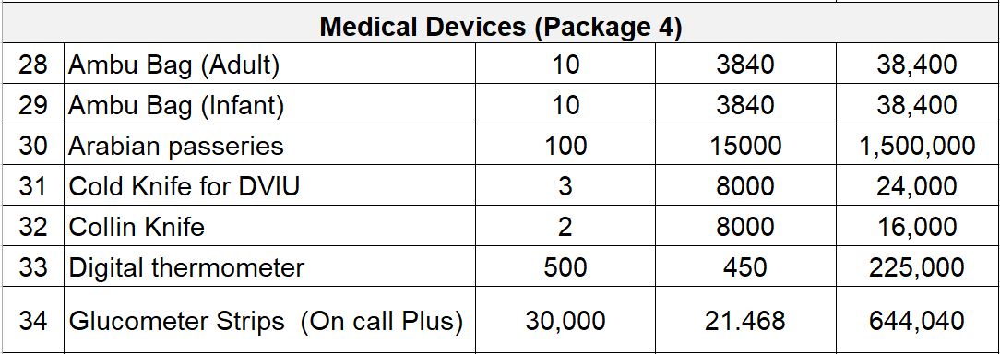 Medical Devices (Package 4)
28 Ambu Bag (Adult) 10 3840 38,400
29 Ambu Bag (Infant) 10 3840 38,400
30 Arabian passeries 100 15000 1,500,000
31 Cold Knife for DVIU 3 8000 24,000
32 Collin Knife 2 8000 16,000
33 Digital thermometer 500 450 225,000
34 Glucometer Strips  (On call Plus) 30,000 21.468 644,040